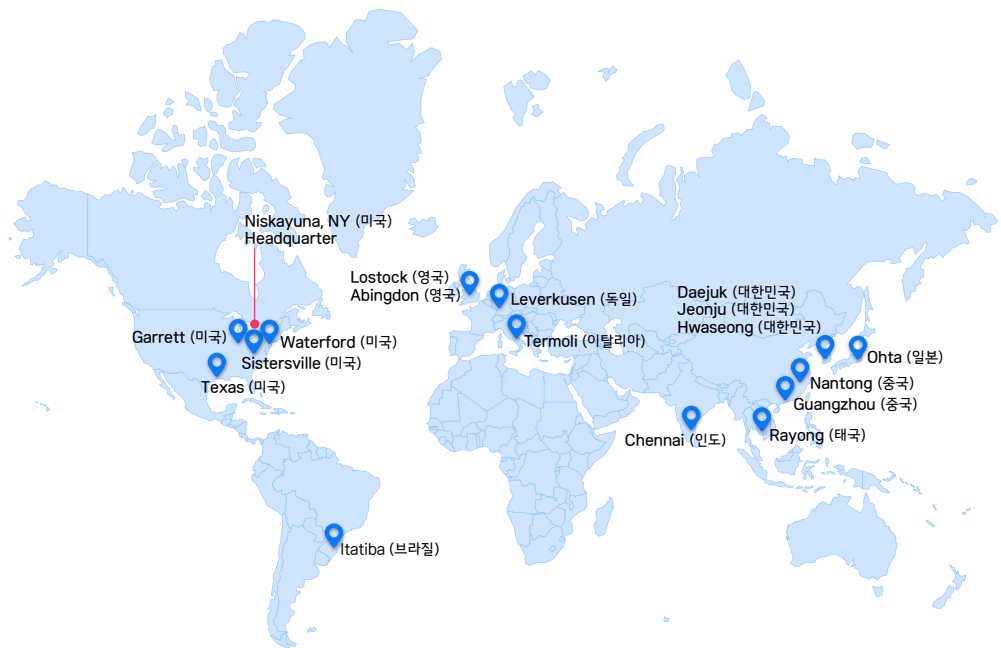 Niskayuna, NY (미국)
Headquarter
Lostock (영국)
Abingdon (영국)
Leverkusen (독일)
Daejuk (대한민국)
Jeonju (대한민국)
Hwaseong (대한민국)
Garrett (미국)
Waterford (미국)
Termoli (이탈리아)
Sistersville (미국)
Ohta (일본)
Texas (미국)
Nantong (중국)
Guangzhou (중국)
Chennai (인도)
Rayong (태국)
Itatiba (브라질)